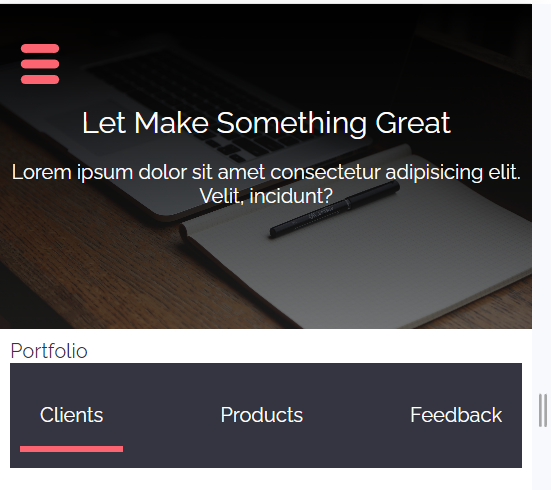 Let Make Something Great
Lorem ipsum dolor sit amet consectetur adipisicing elit.
Velit, incidunt?
Portfolio
Clients Products Feedback